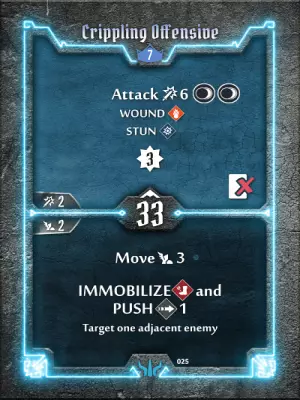 Crippling Offensive
7
Attack 6
WOUND
STUN
3
2
33
2
Move 3
IMMOBILIZE and
PUSH 1
Target one adjacent enemy
025